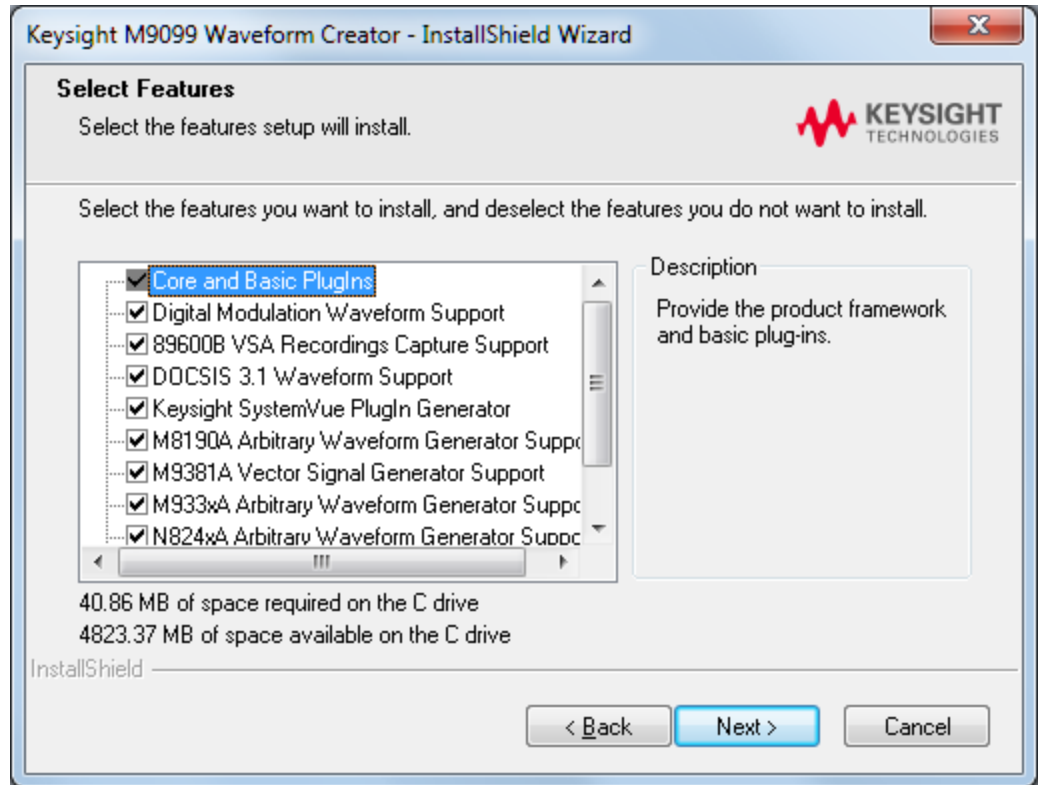 Keysight M9099 Waveform Creator - InstallShield Wizard
Select Features
Select the features setup will install.
KEYSIGHT
TECHNOLOGIES
Select the features you want to install, and deselect the features you do not want to install.
Core and Basic PlugIns
Digital Modulation Waveform Support
89600B VSA Recordings Capture Support
DOCSIS 3.1 Waveform Support
Keysight SystemVue PlugIn Generator
M8190A Arbitrary Waveform Generator Suppo
M9381A Vector Signal Generator Support
M933xA Arbitrary Waveform Generator Suppo
N824xA Arbitrary Waveform Generator Suppo
Description
Provide the product framework
and basic plug-ins.
40.86 MB of space required on the C drive
4823.37 MB of space available on the C drive
InstallShield
< Back
Next >
Cancel